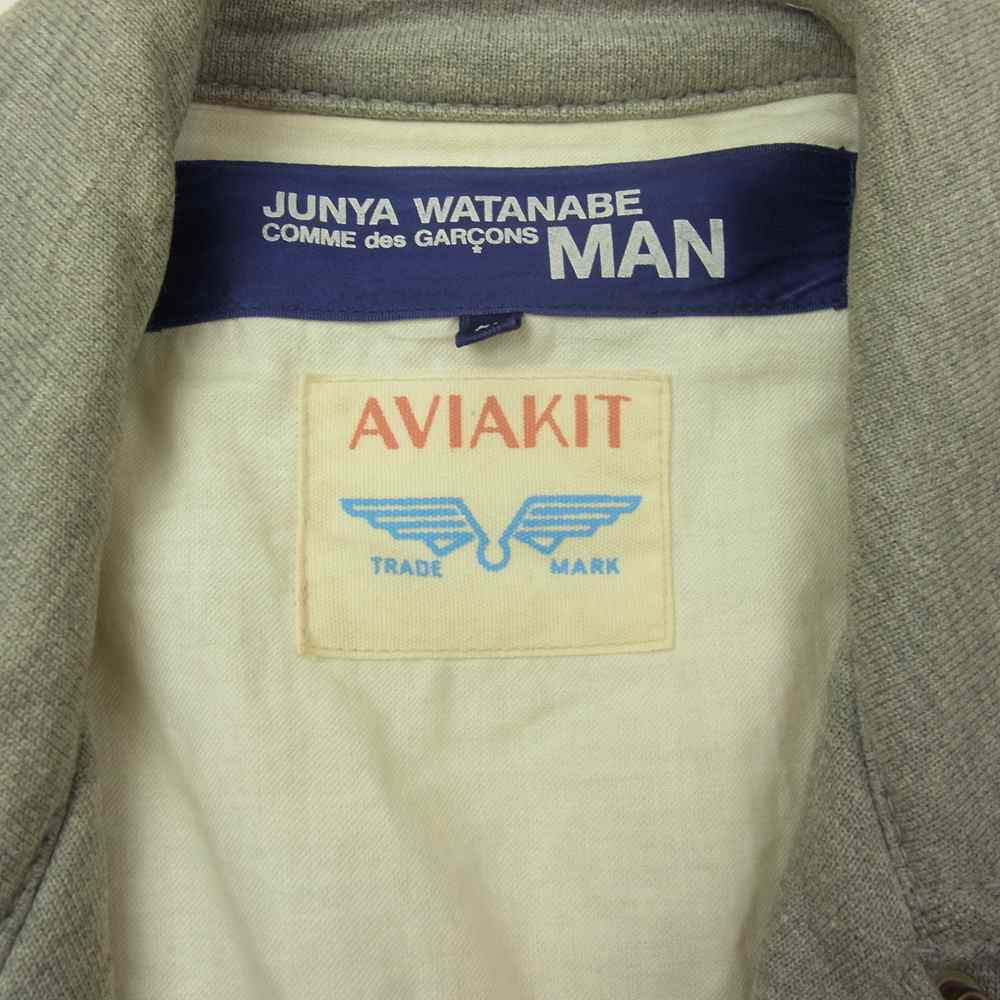 JUNYA WATANABE
COMME des GARÇONS MAN
AVIAKIT
TRADE MARK